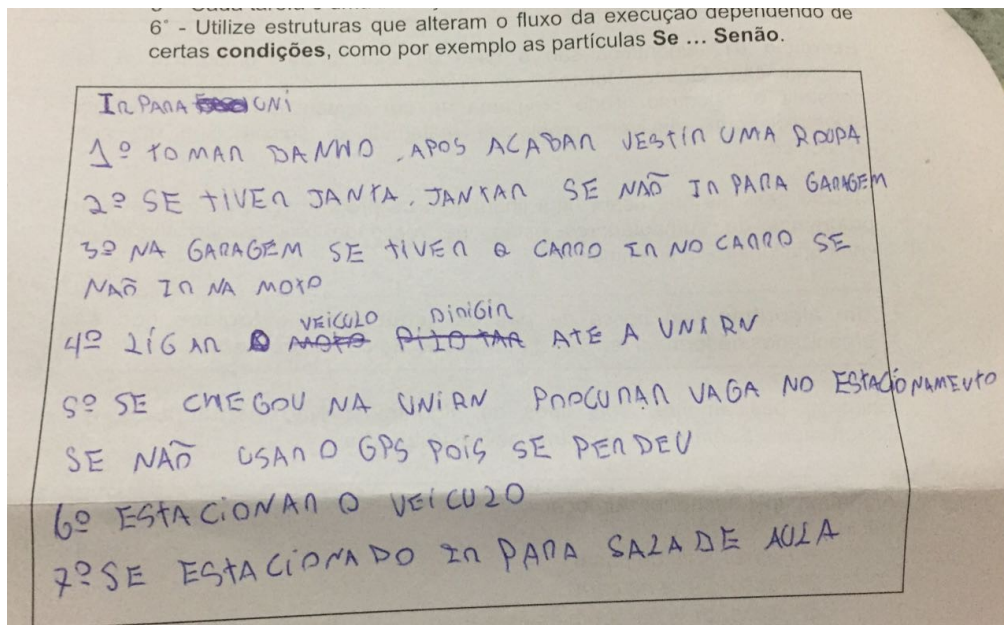 6° - Utilize estruturas que alteram o fluxo da execução dependendo de
certas condições, como por exemplo as partículas Se ... Senão.
IR PARA UNI
1º TOMAR BANHO, APOS ACABAR VESTIR UMA ROUPA
2º SE TIVER JANTA, JANTAR SE NÃO IR PARA GARAGEM
3º NA GARAGEM SE TIVER O CARRO IR NO CARRO SE
NÃO IR NA MOTO
VEÍCULO DIRIGIR
4º LIGAR O MOTO PILOTAR ATE A UNIRN
5º SE CHEGOU NA UNIRN PROCURAR VAGA NO ESTACIONAMENTO
SE NÃO USAR O GPS POIS SE PERDEU
6º ESTACIONAR O VEÍCULO
7º SE ESTACIONADO IR PARA SALA DE AULA